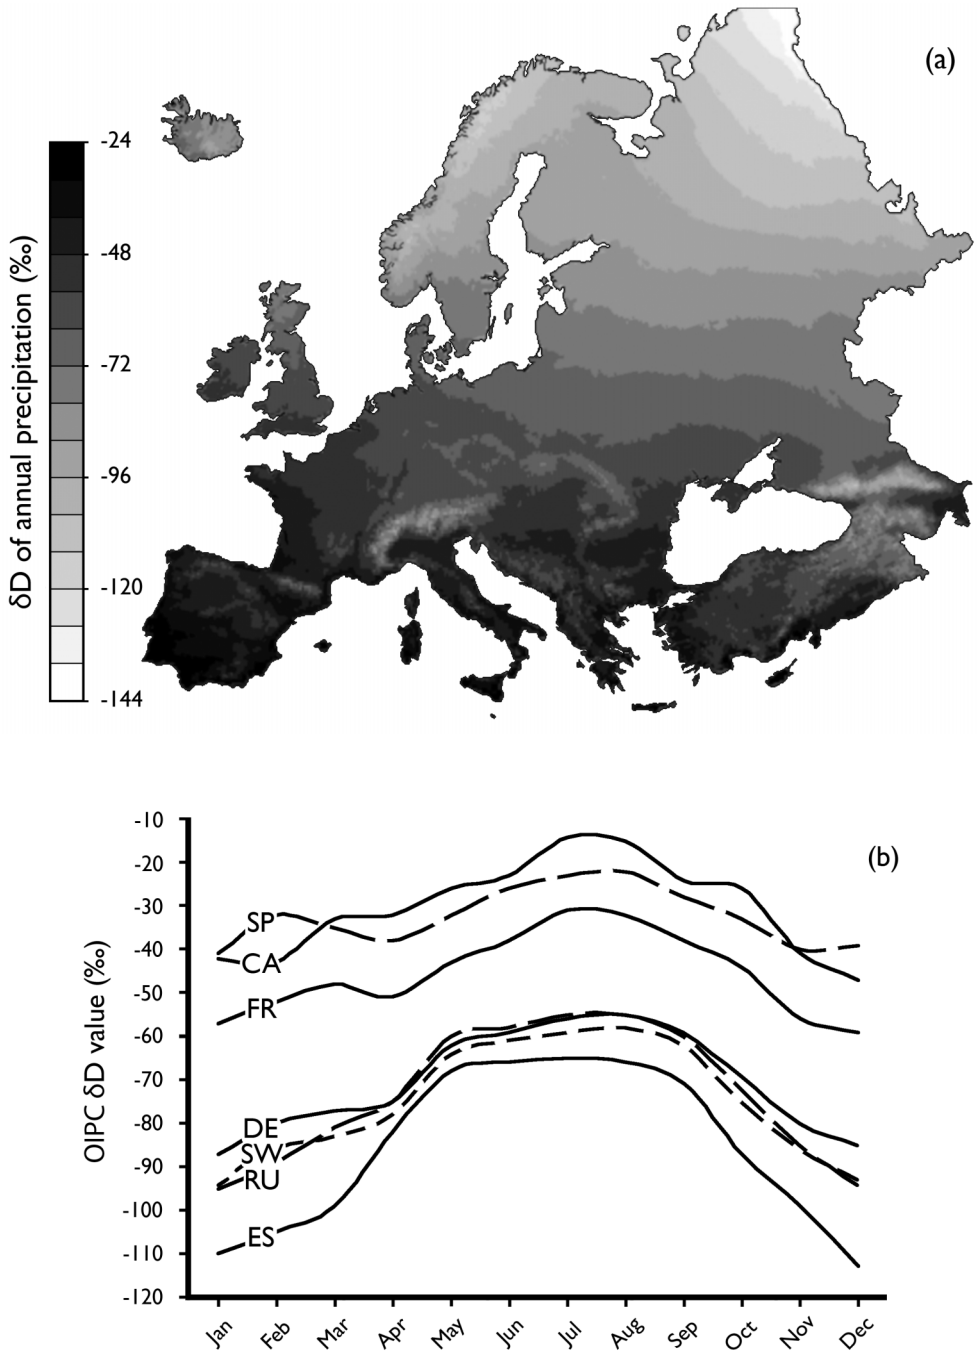 (a)
δD of annual precipitation (‰)
-24
-48
-72
-96
-120
-144
(b)
OIPC δD value (‰)
-10
-20
-30
-40
-50
-60
-70
-80
-90
-100
-110
-120
SP
CA
FR
DE
SW
RU
ES
Jan Feb Mar Apr May Jun Jul Aug Sep Oct Nov Dec